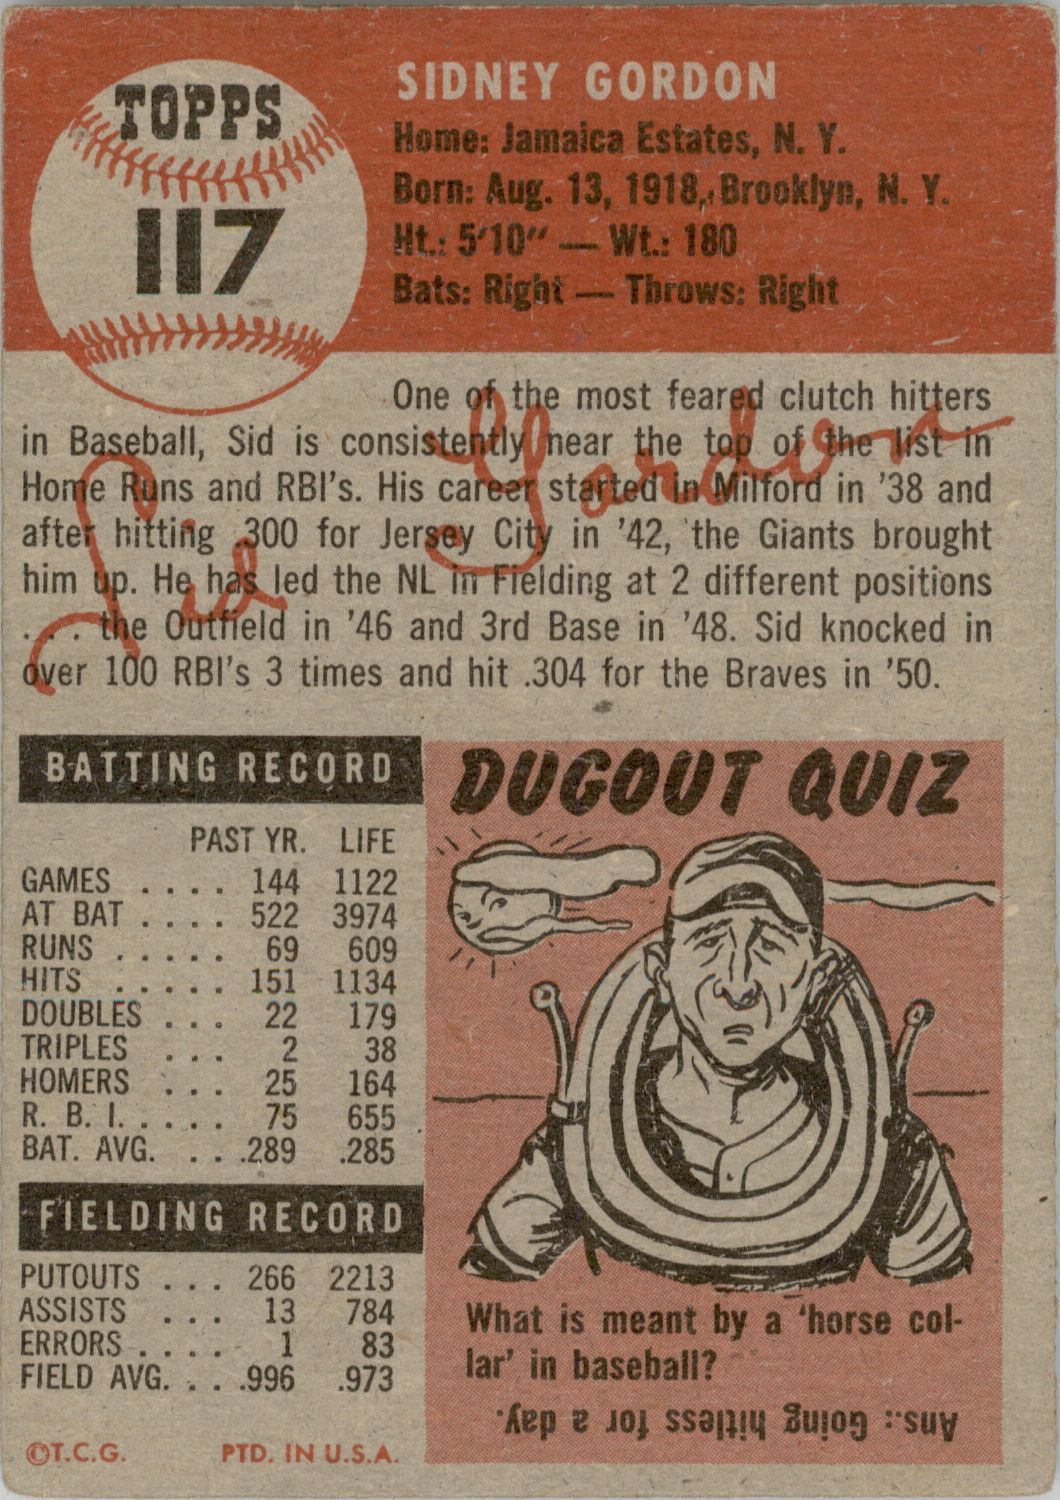 TOPPS
117
SIDNEY GORDON
Home: Jamaica Estates, N. Y.
Born: Aug. 13, 1918, Brooklyn, N. Y.
Ht.: 5'10" — Wt.: 180
Bats: Right — Throws: Right
One of the most feared clutch hitters
in Baseball, Sid is consistently near the top of the list in
Home Runs and RBI's. His career started in Milford in '38 and
after hitting .300 for Jersey City in '42, the Giants brought
him up. He has led the NL in Fielding at 2 different positions
. . . the Outfield in '46 and 3rd Base in '48. Sid knocked in
over 100 RBI's 3 times and hit .304 for the Braves in '50.
Sid Gordon
BATTING RECORD
PAST YR. LIFE
GAMES . . . . 144 1122
AT BAT . . . . 522 3974
RUNS . . . . . 69 609
HITS . . . . . 151 1134
DOUBLES . . . 22 179
TRIPLES . . . 2 38
HOMERS . . . 25 164
R. B. I. . . . . . 75 655
BAT. AVG. . . .289 .285
FIELDING RECORD
PUTOUTS . . . 266 2213
ASSISTS . . . 13 784
ERRORS . . . . 1 83
FIELD AVG. . . .996 .973
©T.C.G. PTD. IN U.S.A.
DUGOUT QUIZ
What is meant by a 'horse col-
lar' in baseball?
Ans.: Going hitless for a day.